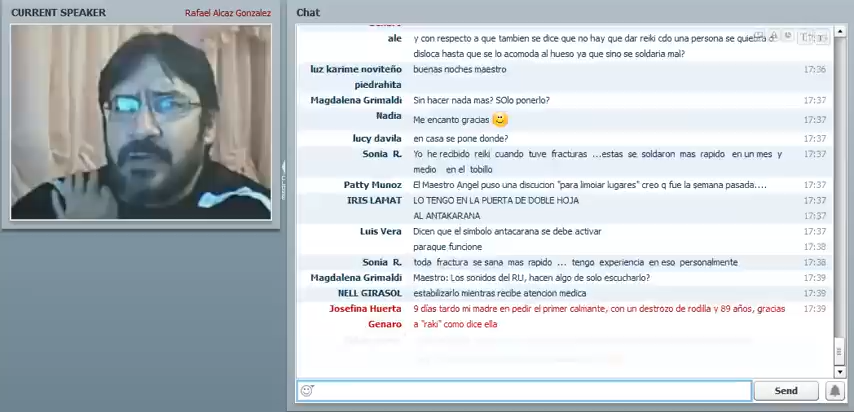 CURRENT SPEAKER
Rafael Alcaz Gonzalez
Chat
ale y con respecto a que tambien se dice que no hay que dar reiki cdo una persona se quiebra o
disloca hasta que se lo acomoda al hueso ya que sino se soldaria mal?
luz karime noviteño buenas noches maestro 17:36
piedrahita
Magdalena Grimaldi Sin hacer nada mas? SOlo ponerlo? 17:37
Nadia Me encanto gracias 17:37
lucy davila en casa se pone donde? 17:37
Sonia R. Yo he recibido reiki cuando tuve fracturas ...estas se soldaron mas rapido en un mes y 17:37
medio en el tobillo
Patty Munoz El Maestro Angel puso una discucion "para limoiar lugares" creo q fue la semana pasada.... 17:37
IRIS LAMAT LO TENGO EN LA PUERTA DE DOBLE HOJA 17:37
AL ANTAKARANA 17:37
Luis Vera Dicen que el simbolo antacarana se debe activar 17:37
paraque funcione 17:38
Sonia R. toda fractura se sana mas rapido ... tengo experiencia en eso personalmente 17:38
Magdalena Grimaldi Maestro: Los sonidos del RU, hacen algo de solo escucharlo? 17:39
NELL GIRASOL estabilizarlo mientras recibe atencion medica 17:39
Josefina Huerta 9 días tardo mi madre en pedir el primer calmante, con un destrozo de rodilla y 89 años, gracias 17:39
Genaro a "raki" como dice ella
Send